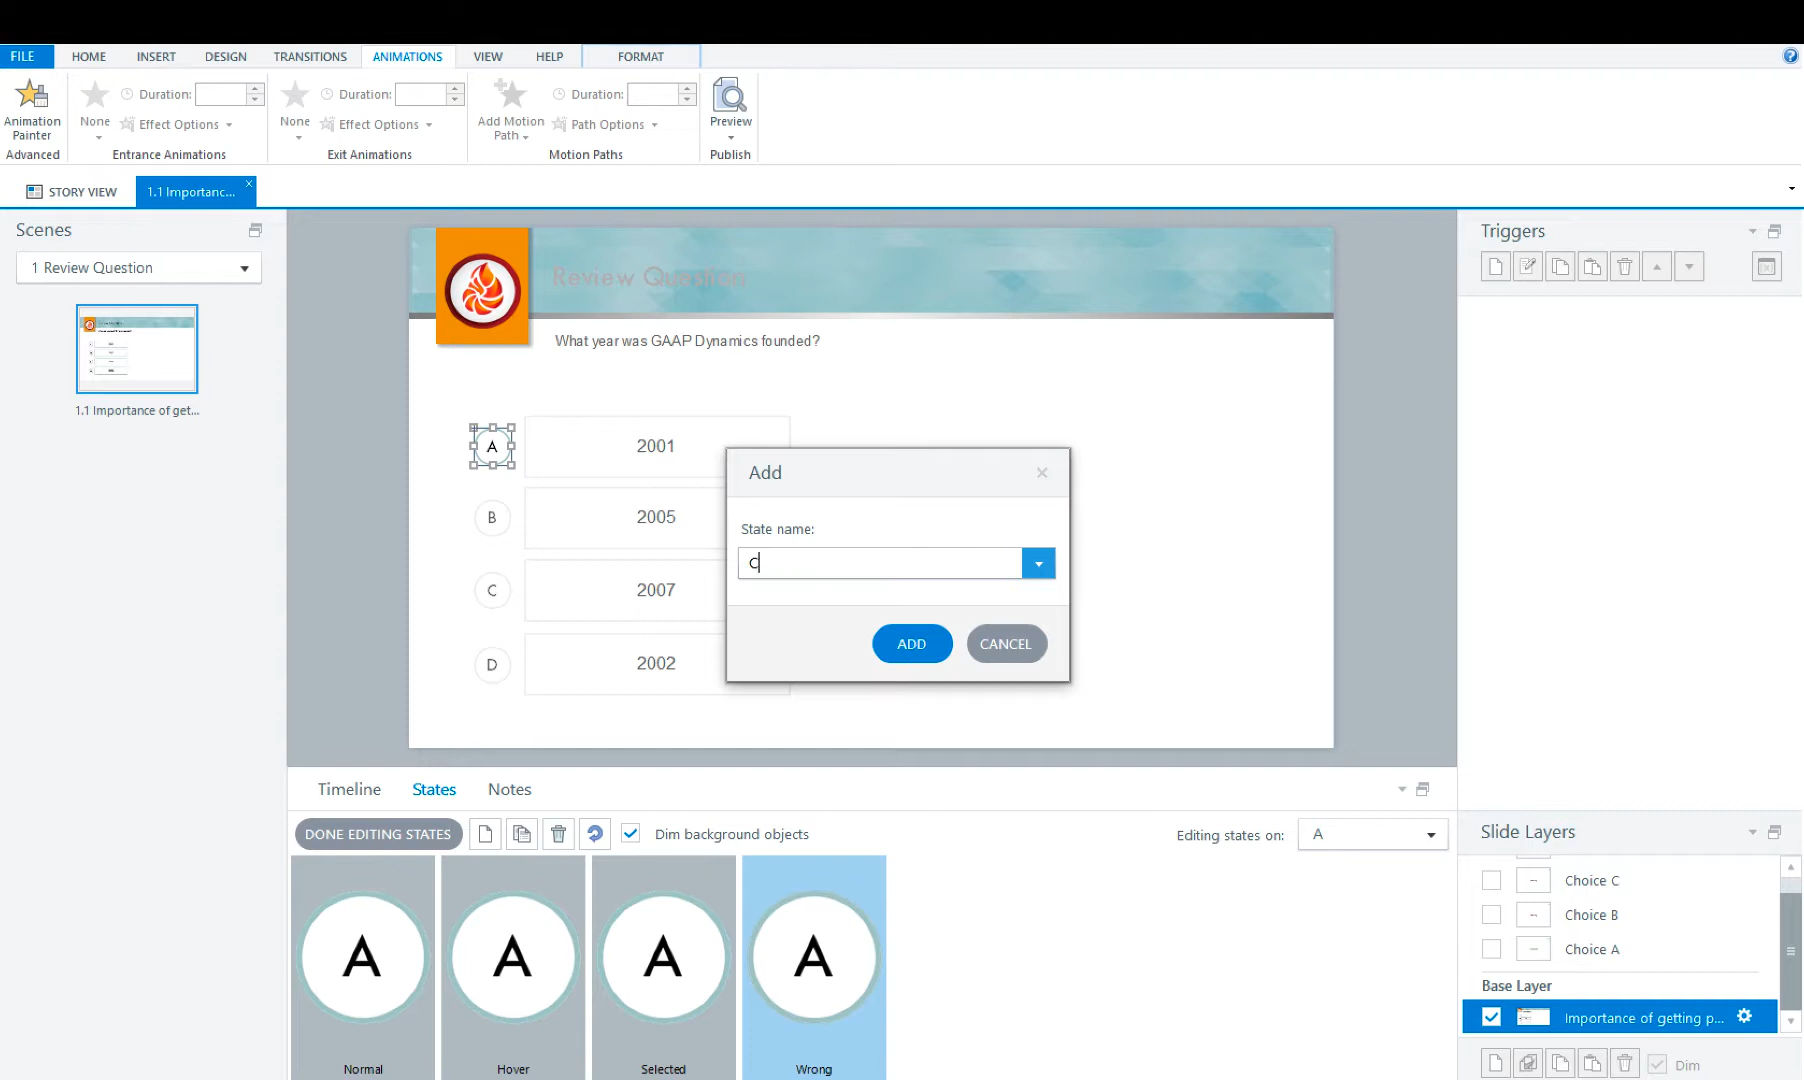 FILE HOME INSERT DESIGN TRANSITIONS ANIMATIONS VIEW HELP FORMAT
Animation Painter
None Duration:
Effect Options
None Duration:
Effect Options
Add Motion Path Duration:
Path Options
Preview
Advanced Entrance Animations Exit Animations Motion Paths Publish
STORY VIEW 1.1 Importanc...
Scenes
1 Review Question
1.1 Importance of get...
Review Question
What year was GAAP Dynamics founded?
A 2001
B 2005
C 2007
D 2002
Add
State name:
C
ADD CANCEL
Triggers
Timeline States Notes
DONE EDITING STATES Dim background objects Editing states on: A
A A A A
Normal Hover Selected Wrong
Slide Layers
Choice C
Choice B
Choice A
Base Layer
Importance of getting p...
Dim